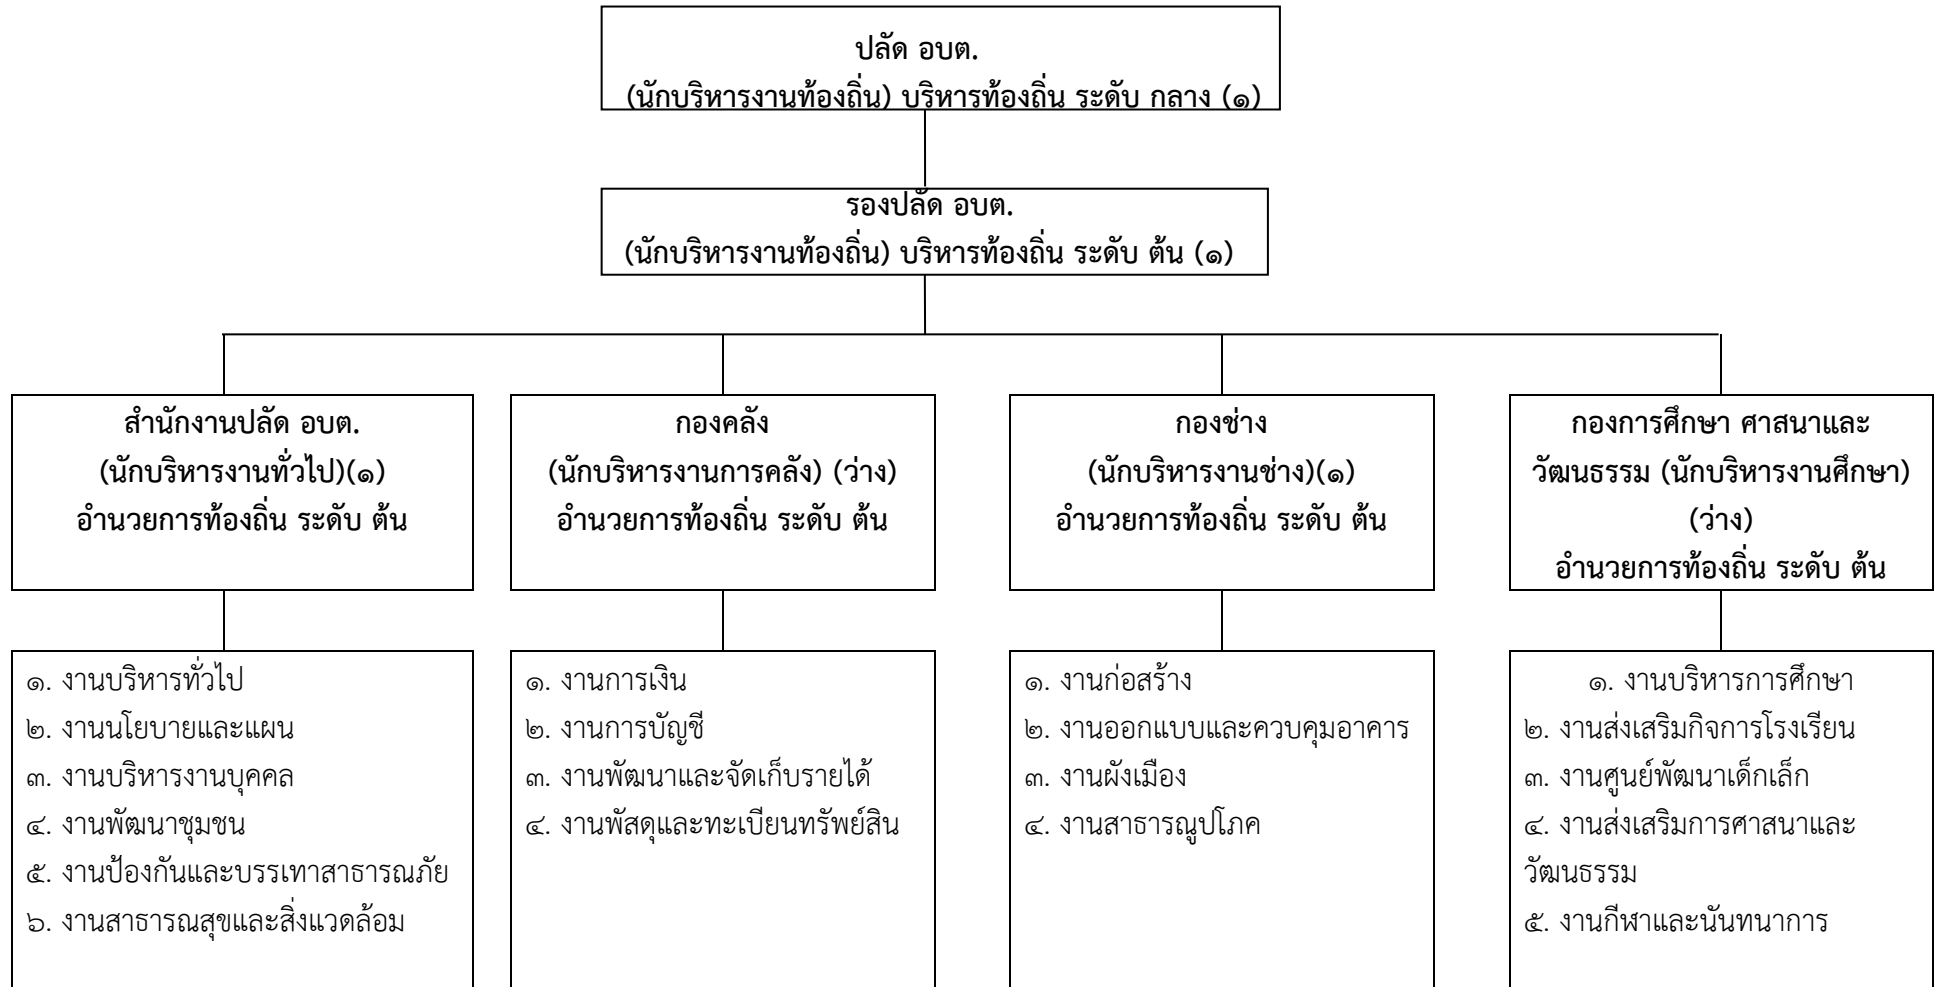 ปลัด อบต.
(นักบริหารงานท้องถิ่น) บริหารท้องถิ่น ระดับ กลาง (๑)
รองปลัด อบต.
(นักบริหารงานท้องถิ่น) บริหารท้องถิ่น ระดับ ต้น (๑)
สำนักงานปลัด อบต.
(นักบริหารงานทั่วไป)(๑)
อำนวยการท้องถิ่น ระดับ ต้น
กองคลัง
(นักบริหารงานการคลัง) (ว่าง)
อำนวยการท้องถิ่น ระดับ ต้น
กองช่าง
(นักบริหารงานช่าง)(๑)
อำนวยการท้องถิ่น ระดับ ต้น
กองการศึกษา ศาสนาและ
วัฒนธรรม (นักบริหารงานศึกษา)
(ว่าง)
อำนวยการท้องถิ่น ระดับ ต้น
๑. งานบริหารทั่วไป
๒. งานนโยบายและแผน
๓. งานบริหารงานบุคคล
๔. งานพัฒนาชุมชน
๕. งานป้องกันและบรรเทาสาธารณภัย
๖. งานสาธารณสุขและสิ่งแวดล้อม
๑. งานการเงิน
๒. งานการบัญชี
๓. งานพัฒนาและจัดเก็บรายได้
๔. งานพัสดุและทะเบียนทรัพย์สิน
๑. งานก่อสร้าง
๒. งานออกแบบและควบคุมอาคาร
๓. งานผังเมือง
๔. งานสาธารณูปโภค
๑. งานบริหารการศึกษา
๒. งานส่งเสริมกิจการโรงเรียน
๓. งานศูนย์พัฒนาเด็กเล็ก
๔. งานส่งเสริมการศาสนาและ
วัฒนธรรม
๕. งานกีฬาและนันทนาการ